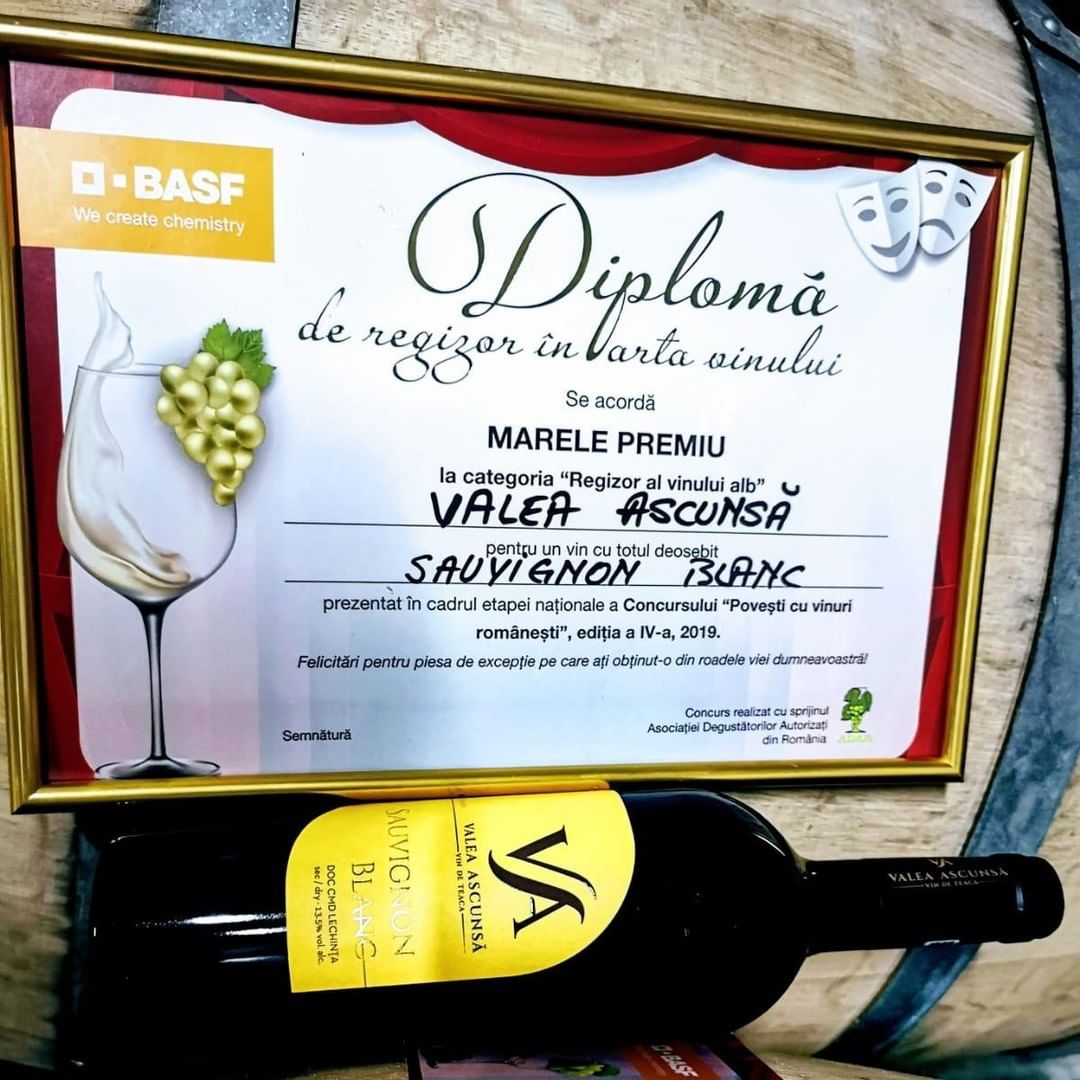 BASF
We create chemistry
Diplomă
de regizor în arta vinului
Se acordă
MARELE PREMIU
la categoria “Regizor al vinului alb”
VALEA ASCUNSĂ
pentru un vin cu totul deosebit
SAUVIGNON BLANC
prezentat în cadrul etapei naționale a Concursului “Povești cu vinuri
românești”, ediția a IV-a, 2019.
Felicitări pentru piesa de excepție pe care ați obținut-o din roadele viei dumneavoastră!
Semnătură
Concurs realizat cu sprijinul
Asociației Degustătorilor Autorizați
din România
VA
VALEA ASCUNSĂ
VIN DE TEACA
SAUVIGNON
BLANC
DOC CMD LECHINȚA
sec / dry · 13.5% vol. alc.
VA
VALEA ASCUNSĂ
VIN DE TEACA
BASF